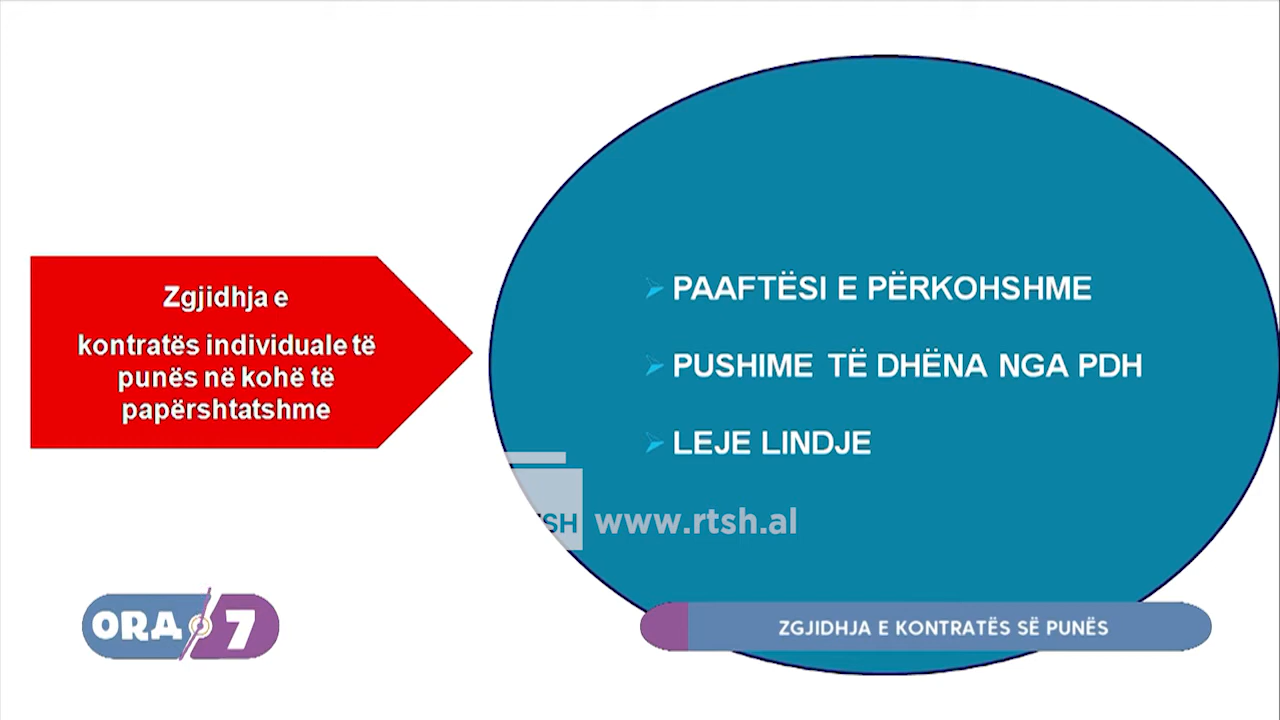 Zgjidhja e
kontratës individuale të
punës në kohë të
papërshtatshme
PAAFTËSI E PËRKOHSHME
PUSHIME TË DHËNA NGA PDH
LEJE LINDJE
www.rtsh.al
ORA 7
ZGJIDHJA E KONTRATËS SË PUNËS